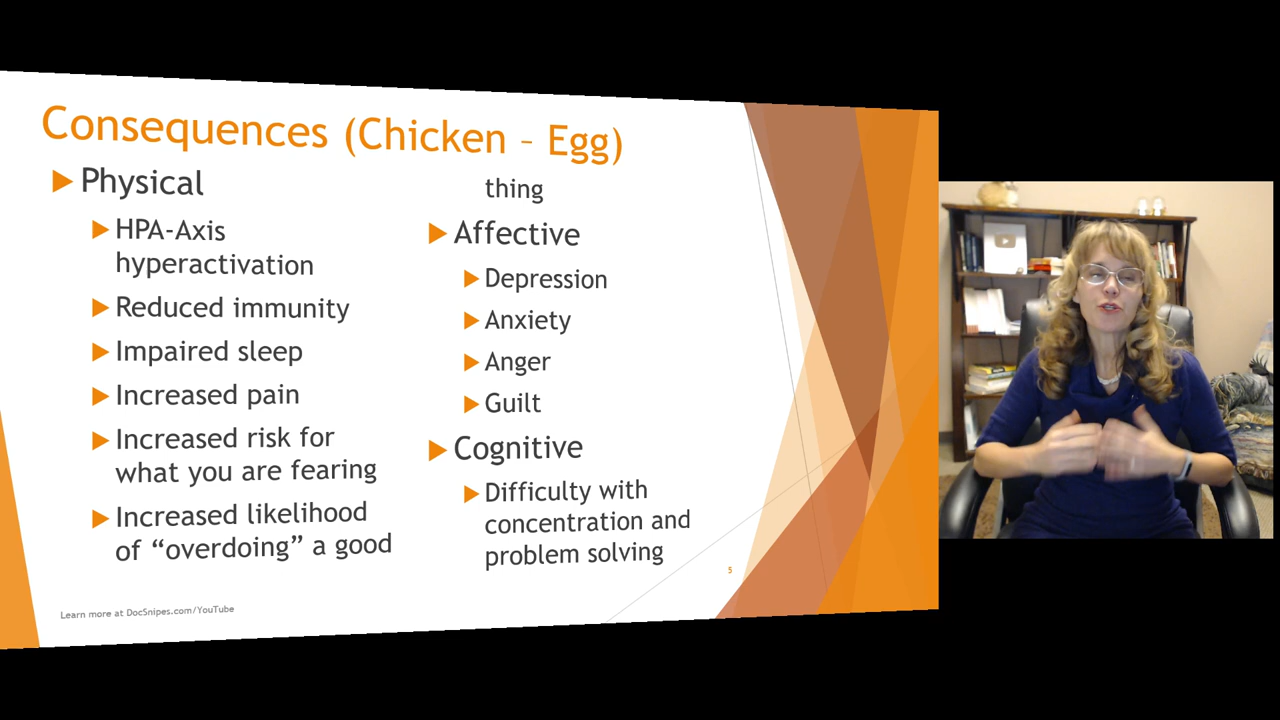 Consequences (Chicken – Egg)
Physical
HPA-Axis
hyperactivation
Reduced immunity
Impaired sleep
Increased pain
Increased risk for
what you are fearing
Increased likelihood
of “overdoing” a good
thing
Affective
Depression
Anxiety
Anger
Guilt
Cognitive
Difficulty with
concentration and
problem solving
5
Learn more at DocSnipes.com/YouTube